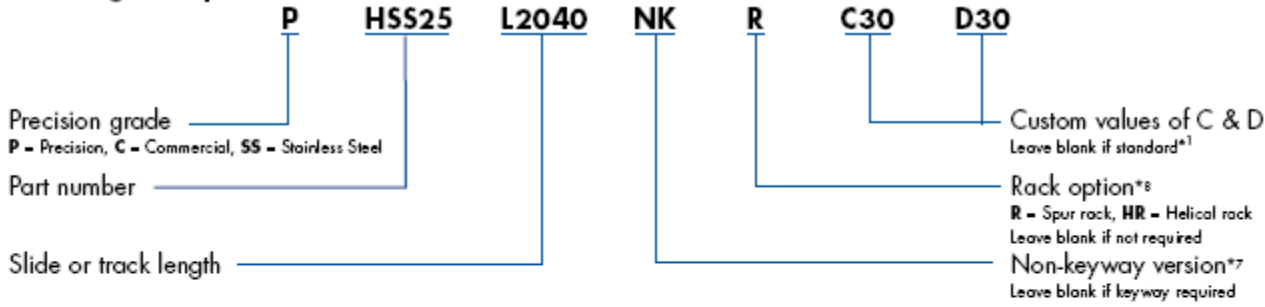 P HSS25 L2040 NK R C30 D30
Precision grade
P – Precision, C – Commercial, SS – Stainless Steel
Part number
Slide or track length
Custom values of C & D
Leave blank if standard*1
Rack option*8
R – Spur rack, HR – Helical rack
Leave blank if not required
Non-keyway version*7
Leave blank if keyway required